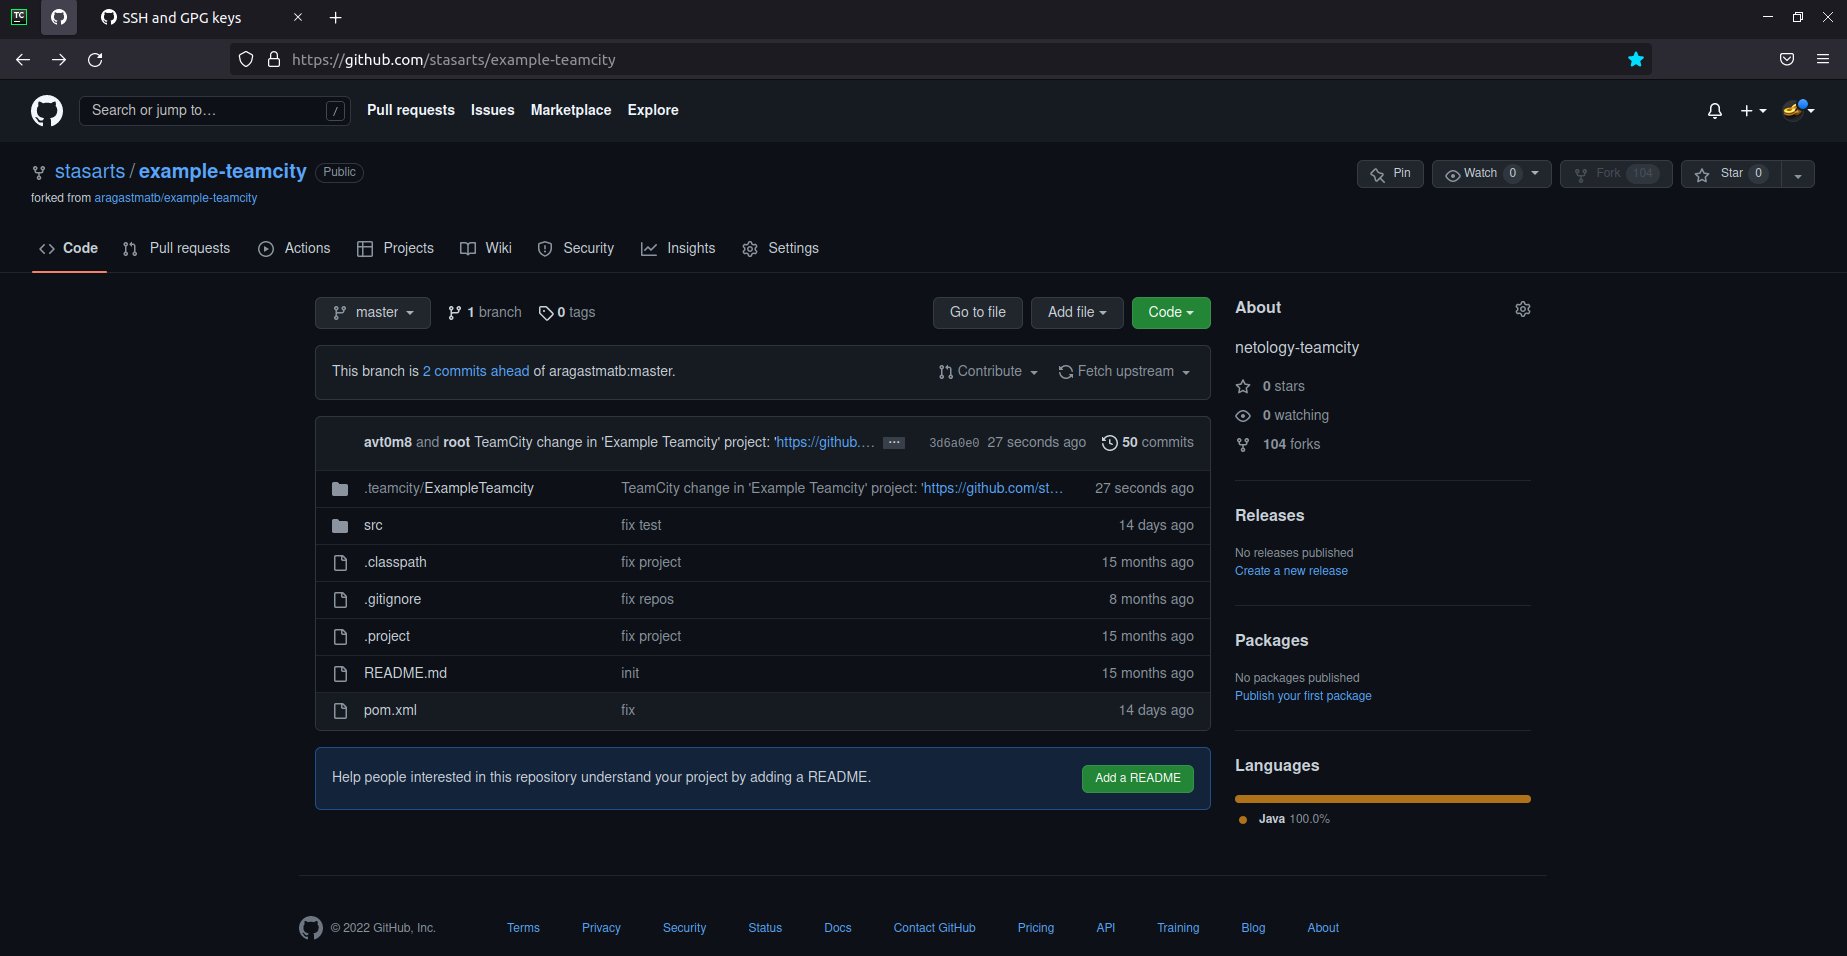 TC SSH and GPG keys
https://github.com/stasarts/example-teamcity
Search or jump to… / Pull requests Issues Marketplace Explore
stasarts / example-teamcity Public Pin Watch 0 Fork 104 Star 0
forked from aragastmatb/example-teamcity
Code Pull requests Actions Projects Wiki Security Insights Settings
master 1 branch 0 tags Go to file Add file Code
This branch is 2 commits ahead of aragastmatb:master. Contribute Fetch upstream
avt0m8 and root TeamCity change in 'Example Teamcity' project: 'https://github.… ··· 3d6a0e0 27 seconds ago 50 commits
.teamcity/ExampleTeamcity TeamCity change in 'Example Teamcity' project: 'https://github.com/st… 27 seconds ago
src fix test 14 days ago
.classpath fix project 15 months ago
.gitignore fix repos 8 months ago
.project fix project 15 months ago
README.md init 15 months ago
pom.xml fix 14 days ago
Help people interested in this repository understand your project by adding a README. Add a README
About
netology-teamcity
0 stars
0 watching
104 forks
Releases
No releases published
Create a new release
Packages
No packages published
Publish your first package
Languages
Java 100.0%
© 2022 GitHub, Inc. Terms Privacy Security Status Docs Contact GitHub Pricing API Training Blog About